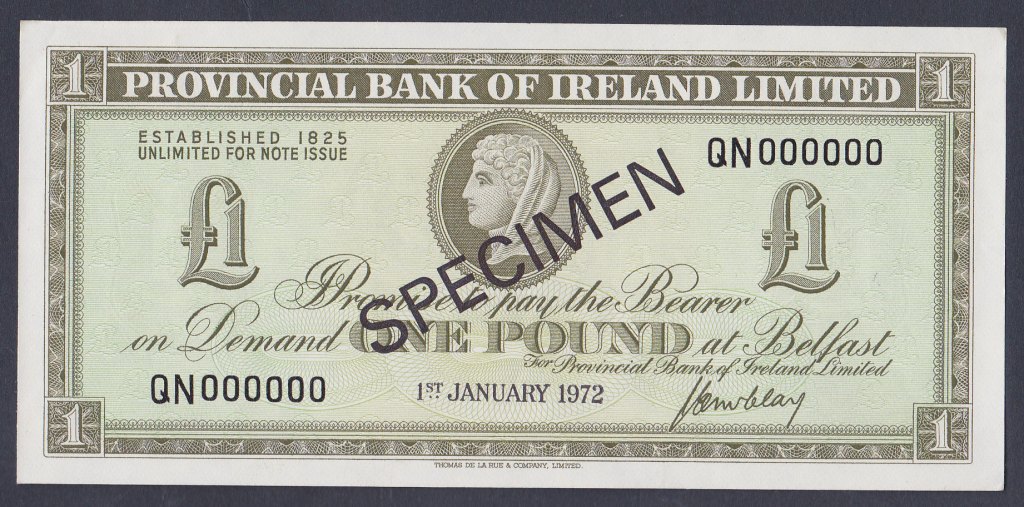 1 PROVINCIAL BANK OF IRELAND LIMITED 1
ESTABLISHED 1825
UNLIMITED FOR NOTE ISSUE
QN000000
£1 £1
SPECIMEN
I Promise to pay the Bearer
on Demand ONE POUND at Belfast
For Provincial Bank of Ireland Limited
QN000000
1ST JANUARY 1972
1 1
THOMAS DE LA RUE & COMPANY, LIMITED.